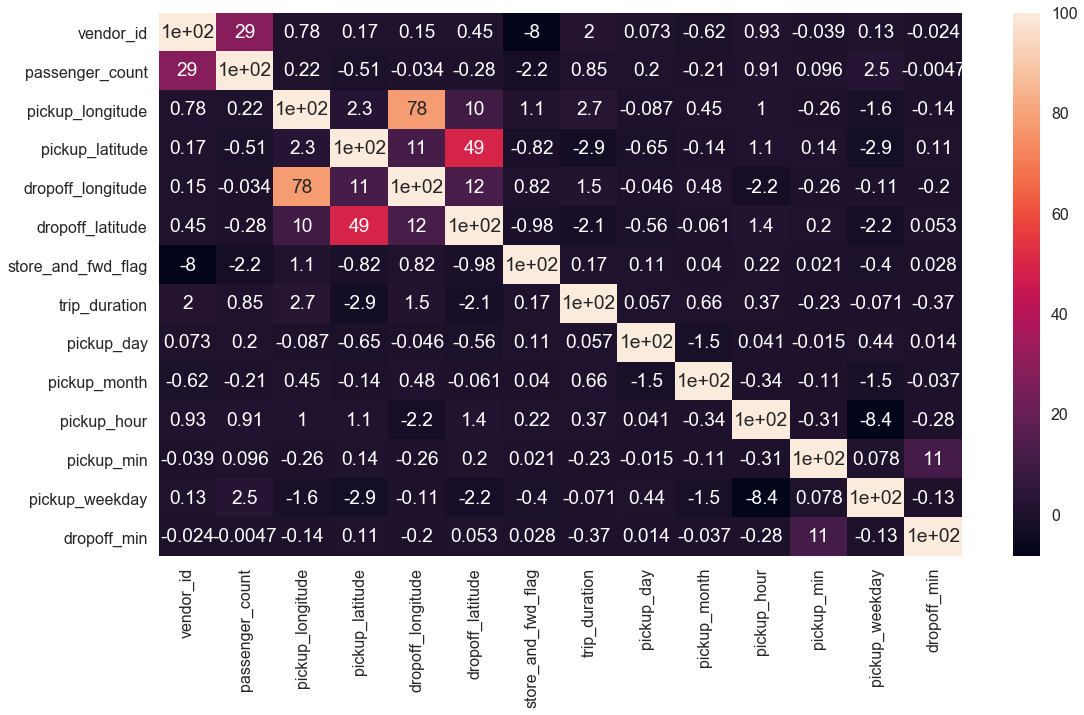 vendor_id 1e+02 29 0.78 0.17 0.15 0.45 -8 2 0.073 -0.62 0.93 -0.039 0.13 -0.024
passenger_count 29 1e+02 0.22 -0.51 -0.034 -0.28 -2.2 0.85 0.2 -0.21 0.91 0.096 2.5 -0.0047
pickup_longitude 0.78 0.22 1e+02 2.3 78 10 1.1 2.7 -0.087 0.45 1 -0.26 -1.6 -0.14
pickup_latitude 0.17 -0.51 2.3 1e+02 11 49 -0.82 -2.9 -0.65 -0.14 1.1 0.14 -2.9 0.11
dropoff_longitude 0.15 -0.034 78 11 1e+02 12 0.82 1.5 -0.046 0.48 -2.2 -0.26 -0.11 -0.2
dropoff_latitude 0.45 -0.28 10 49 12 1e+02 -0.98 -2.1 -0.56 -0.061 1.4 0.2 -2.2 0.053
store_and_fwd_flag -8 -2.2 1.1 -0.82 0.82 -0.98 1e+02 0.17 0.11 0.04 0.22 0.021 -0.4 0.028
trip_duration 2 0.85 2.7 -2.9 1.5 -2.1 0.17 1e+02 0.057 0.66 0.37 -0.23 -0.071 -0.37
pickup_day 0.073 0.2 -0.087 -0.65 -0.046 -0.56 0.11 0.057 1e+02 -1.5 0.041 -0.015 0.44 0.014
pickup_month -0.62 -0.21 0.45 -0.14 0.48 -0.061 0.04 0.66 -1.5 1e+02 -0.34 -0.11 -1.5 -0.037
pickup_hour 0.93 0.91 1 1.1 -2.2 1.4 0.22 0.37 0.041 -0.34 1e+02 -0.31 -8.4 -0.28
pickup_min -0.039 0.096 -0.26 0.14 -0.26 0.2 0.021 -0.23 -0.015 -0.11 -0.31 1e+02 0.078 11
pickup_weekday 0.13 2.5 -1.6 -2.9 -0.11 -2.2 -0.4 -0.071 0.44 -1.5 -8.4 0.078 1e+02 -0.13
dropoff_min -0.024 -0.0047 -0.14 0.11 -0.2 0.053 0.028 -0.37 0.014 -0.037 -0.28 11 -0.13 1e+02
vendor_id
passenger_count
pickup_longitude
pickup_latitude
dropoff_longitude
dropoff_latitude
store_and_fwd_flag
trip_duration
pickup_day
pickup_month
pickup_hour
pickup_min
pickup_weekday
dropoff_min
100
80
60
40
20
0